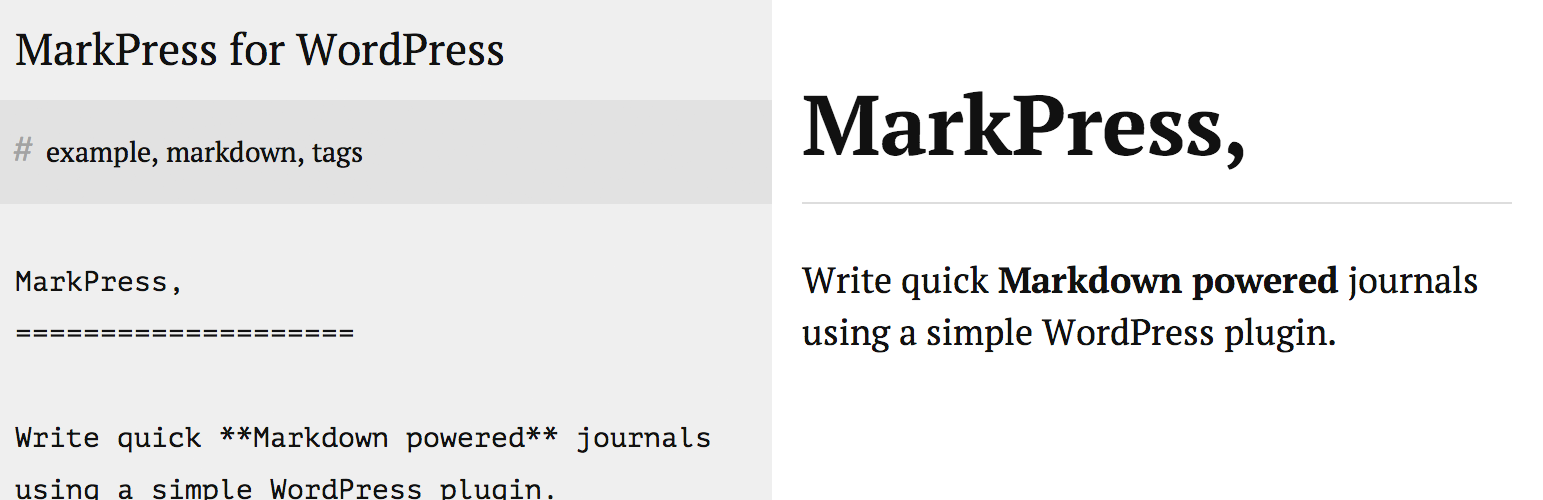 MarkPress for WordPress
# example, markdown, tags
MarkPress,
====================
Write quick **Markdown powered** journals
using a simple WordPress plugin.
MarkPress,
Write quick Markdown powered journals
using a simple WordPress plugin.